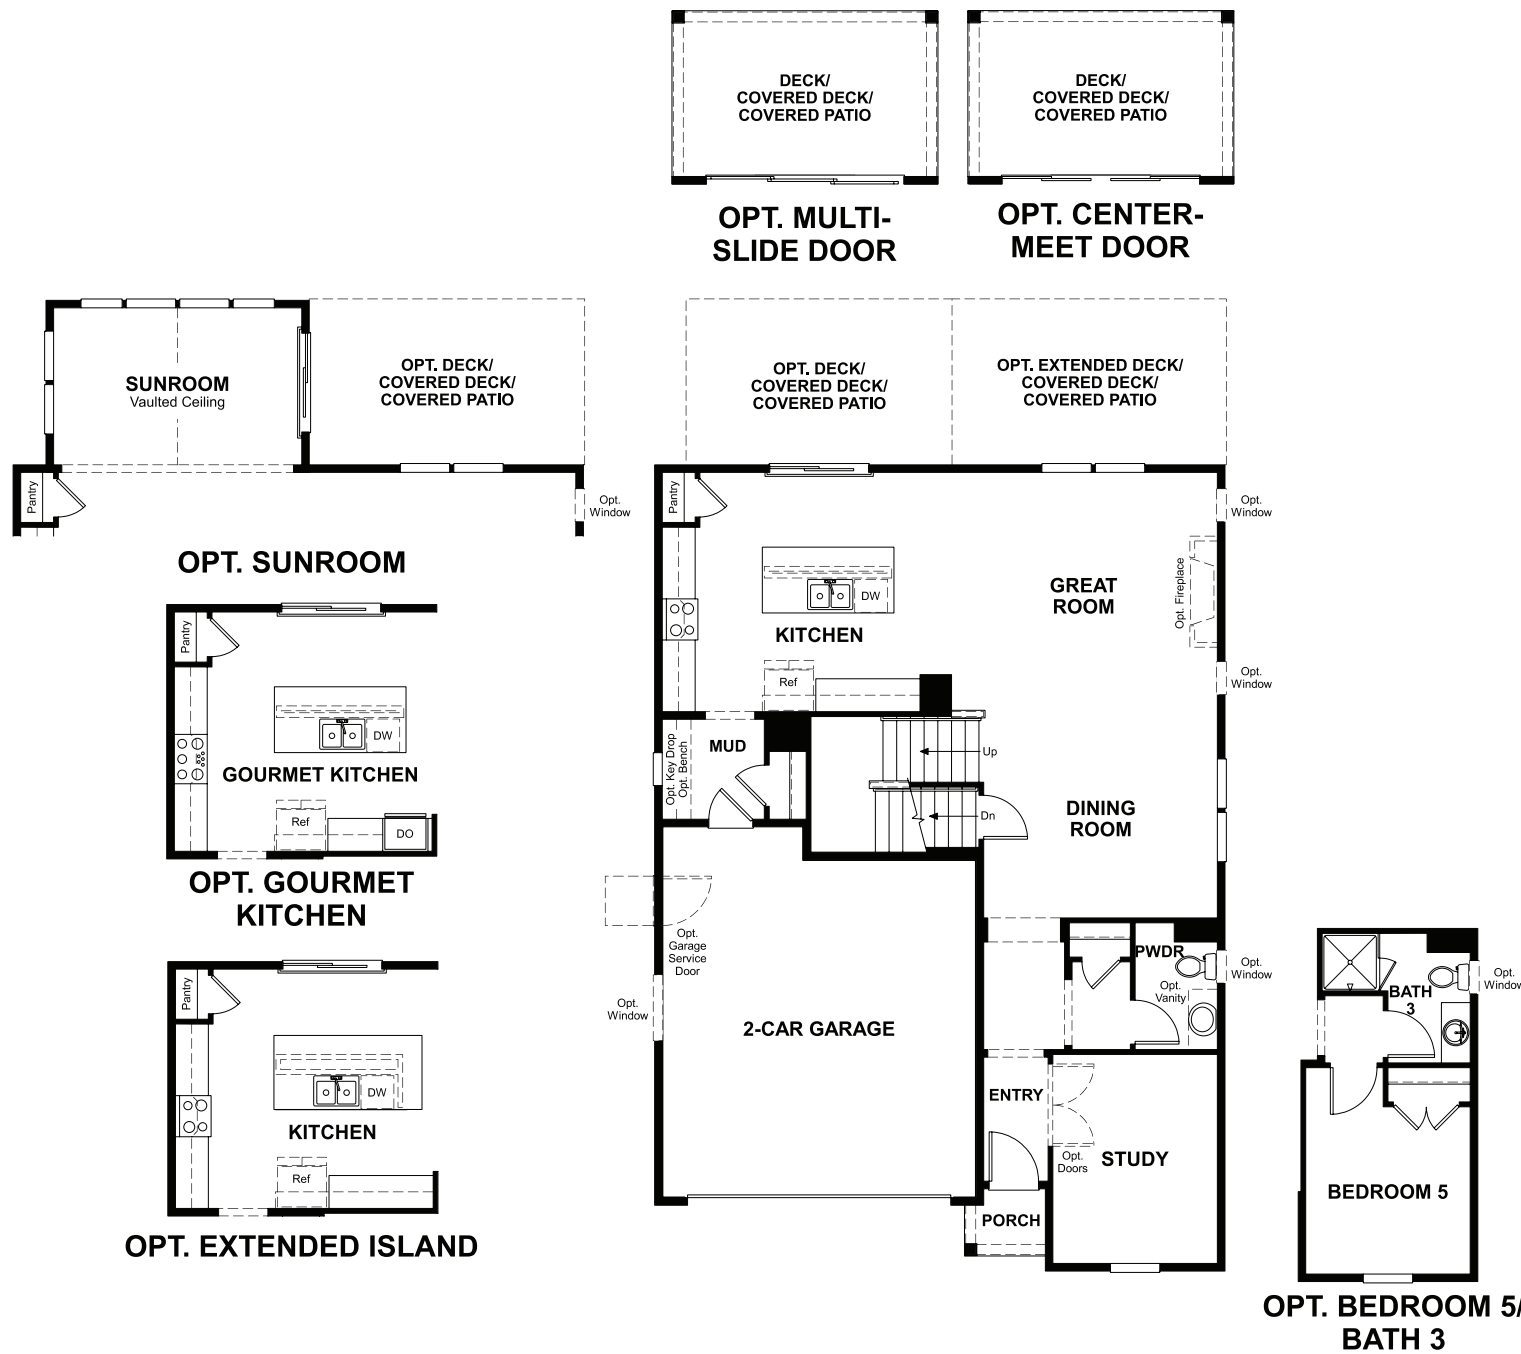 DECK/
COVERED DECK/
COVERED PATIO
OPT. MULTI-
SLIDE DOOR
DECK/
COVERED DECK/
COVERED PATIO
OPT. CENTER-
MEET DOOR
SUNROOM
Vaulted Ceiling
OPT. DECK/
COVERED DECK/
COVERED PATIO
Pantry
Opt.
Window
OPT. SUNROOM
Pantry
DW
GOURMET KITCHEN
Ref
DO
OPT. GOURMET
KITCHEN
Pantry
DW
KITCHEN
Ref
OPT. EXTENDED ISLAND
OPT. DECK/
COVERED DECK/
COVERED PATIO
OPT. EXTENDED DECK/
COVERED DECK/
COVERED PATIO
Pantry
Opt.
Window
DW
KITCHEN
GREAT
ROOM
Opt. Fireplace
Ref
Opt.
Window
MUD
Opt. Key Drop
Opt. Bench
Up
Dn
DINING
ROOM
Opt.
Garage
Service
Door
Opt.
Window
2-CAR GARAGE
PWDR
Opt.
Vanity
Opt.
Window
ENTRY
Opt.
Doors
STUDY
PORCH
BATH
3
Opt.
Window
BEDROOM 5
OPT. BEDROOM 5/
BATH 3